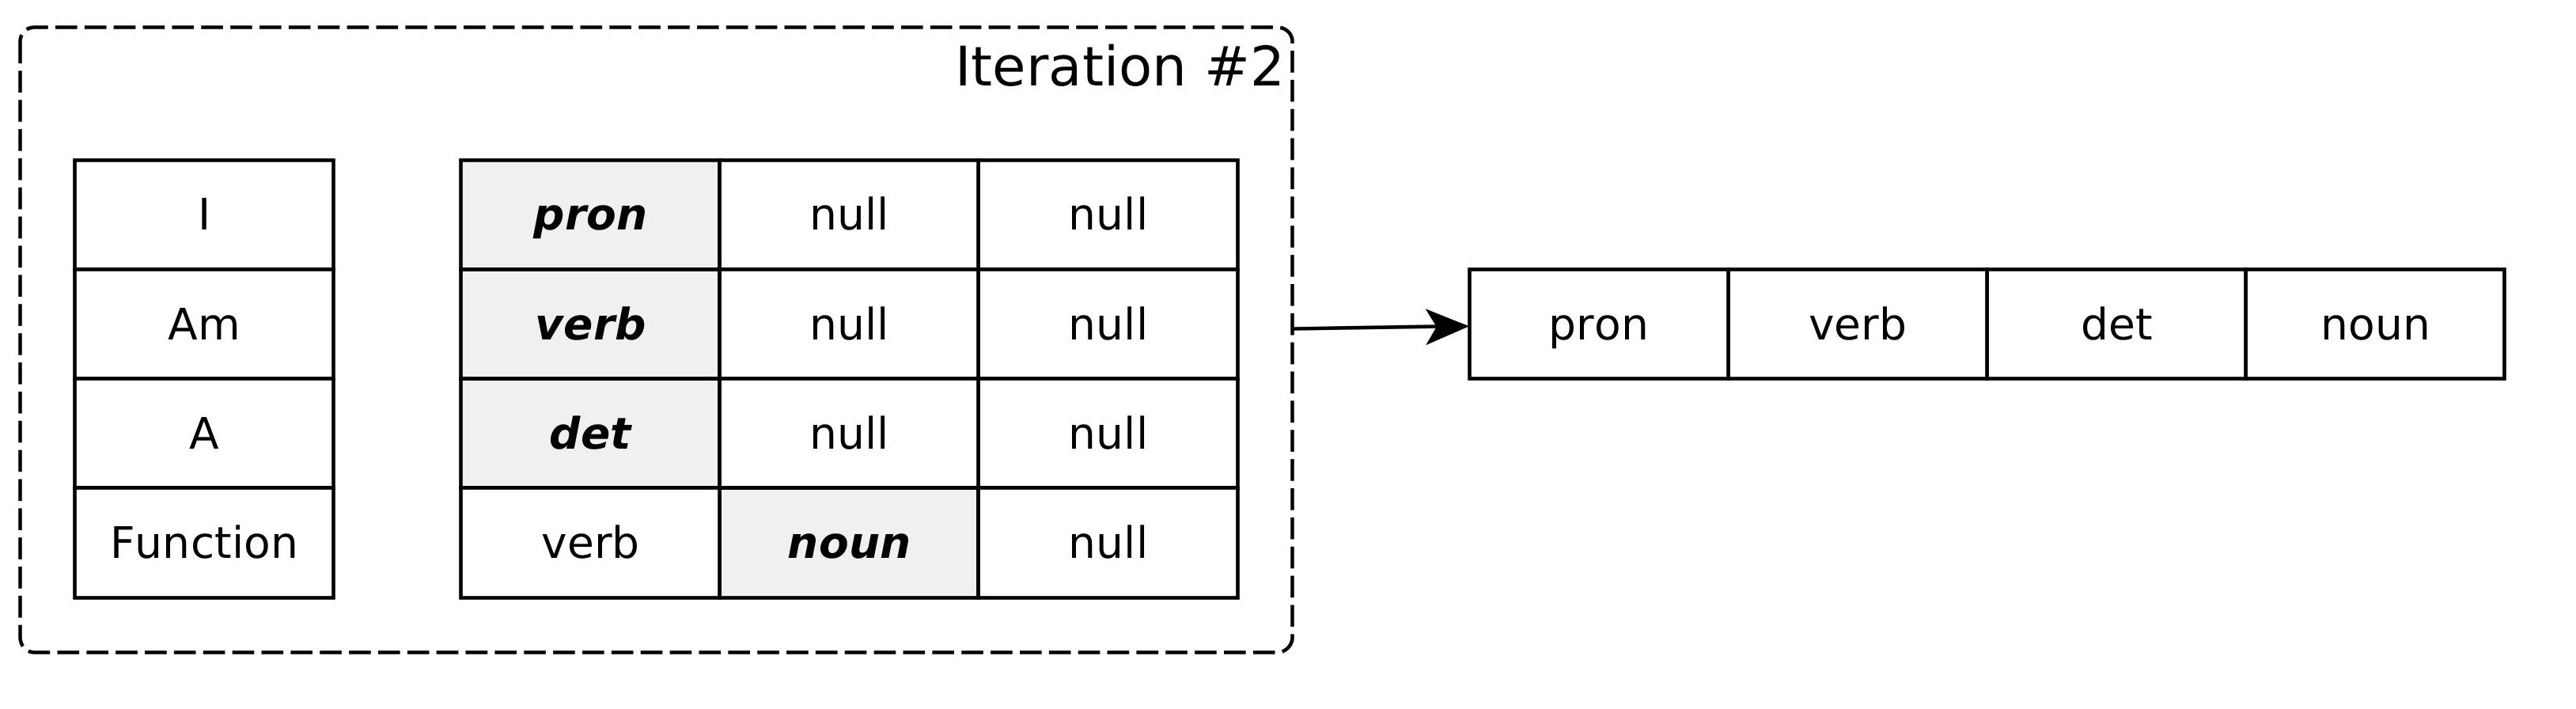 Iteration #2
I pron null null
Am verb null null pron verb det noun
A det null null
Function verb noun null